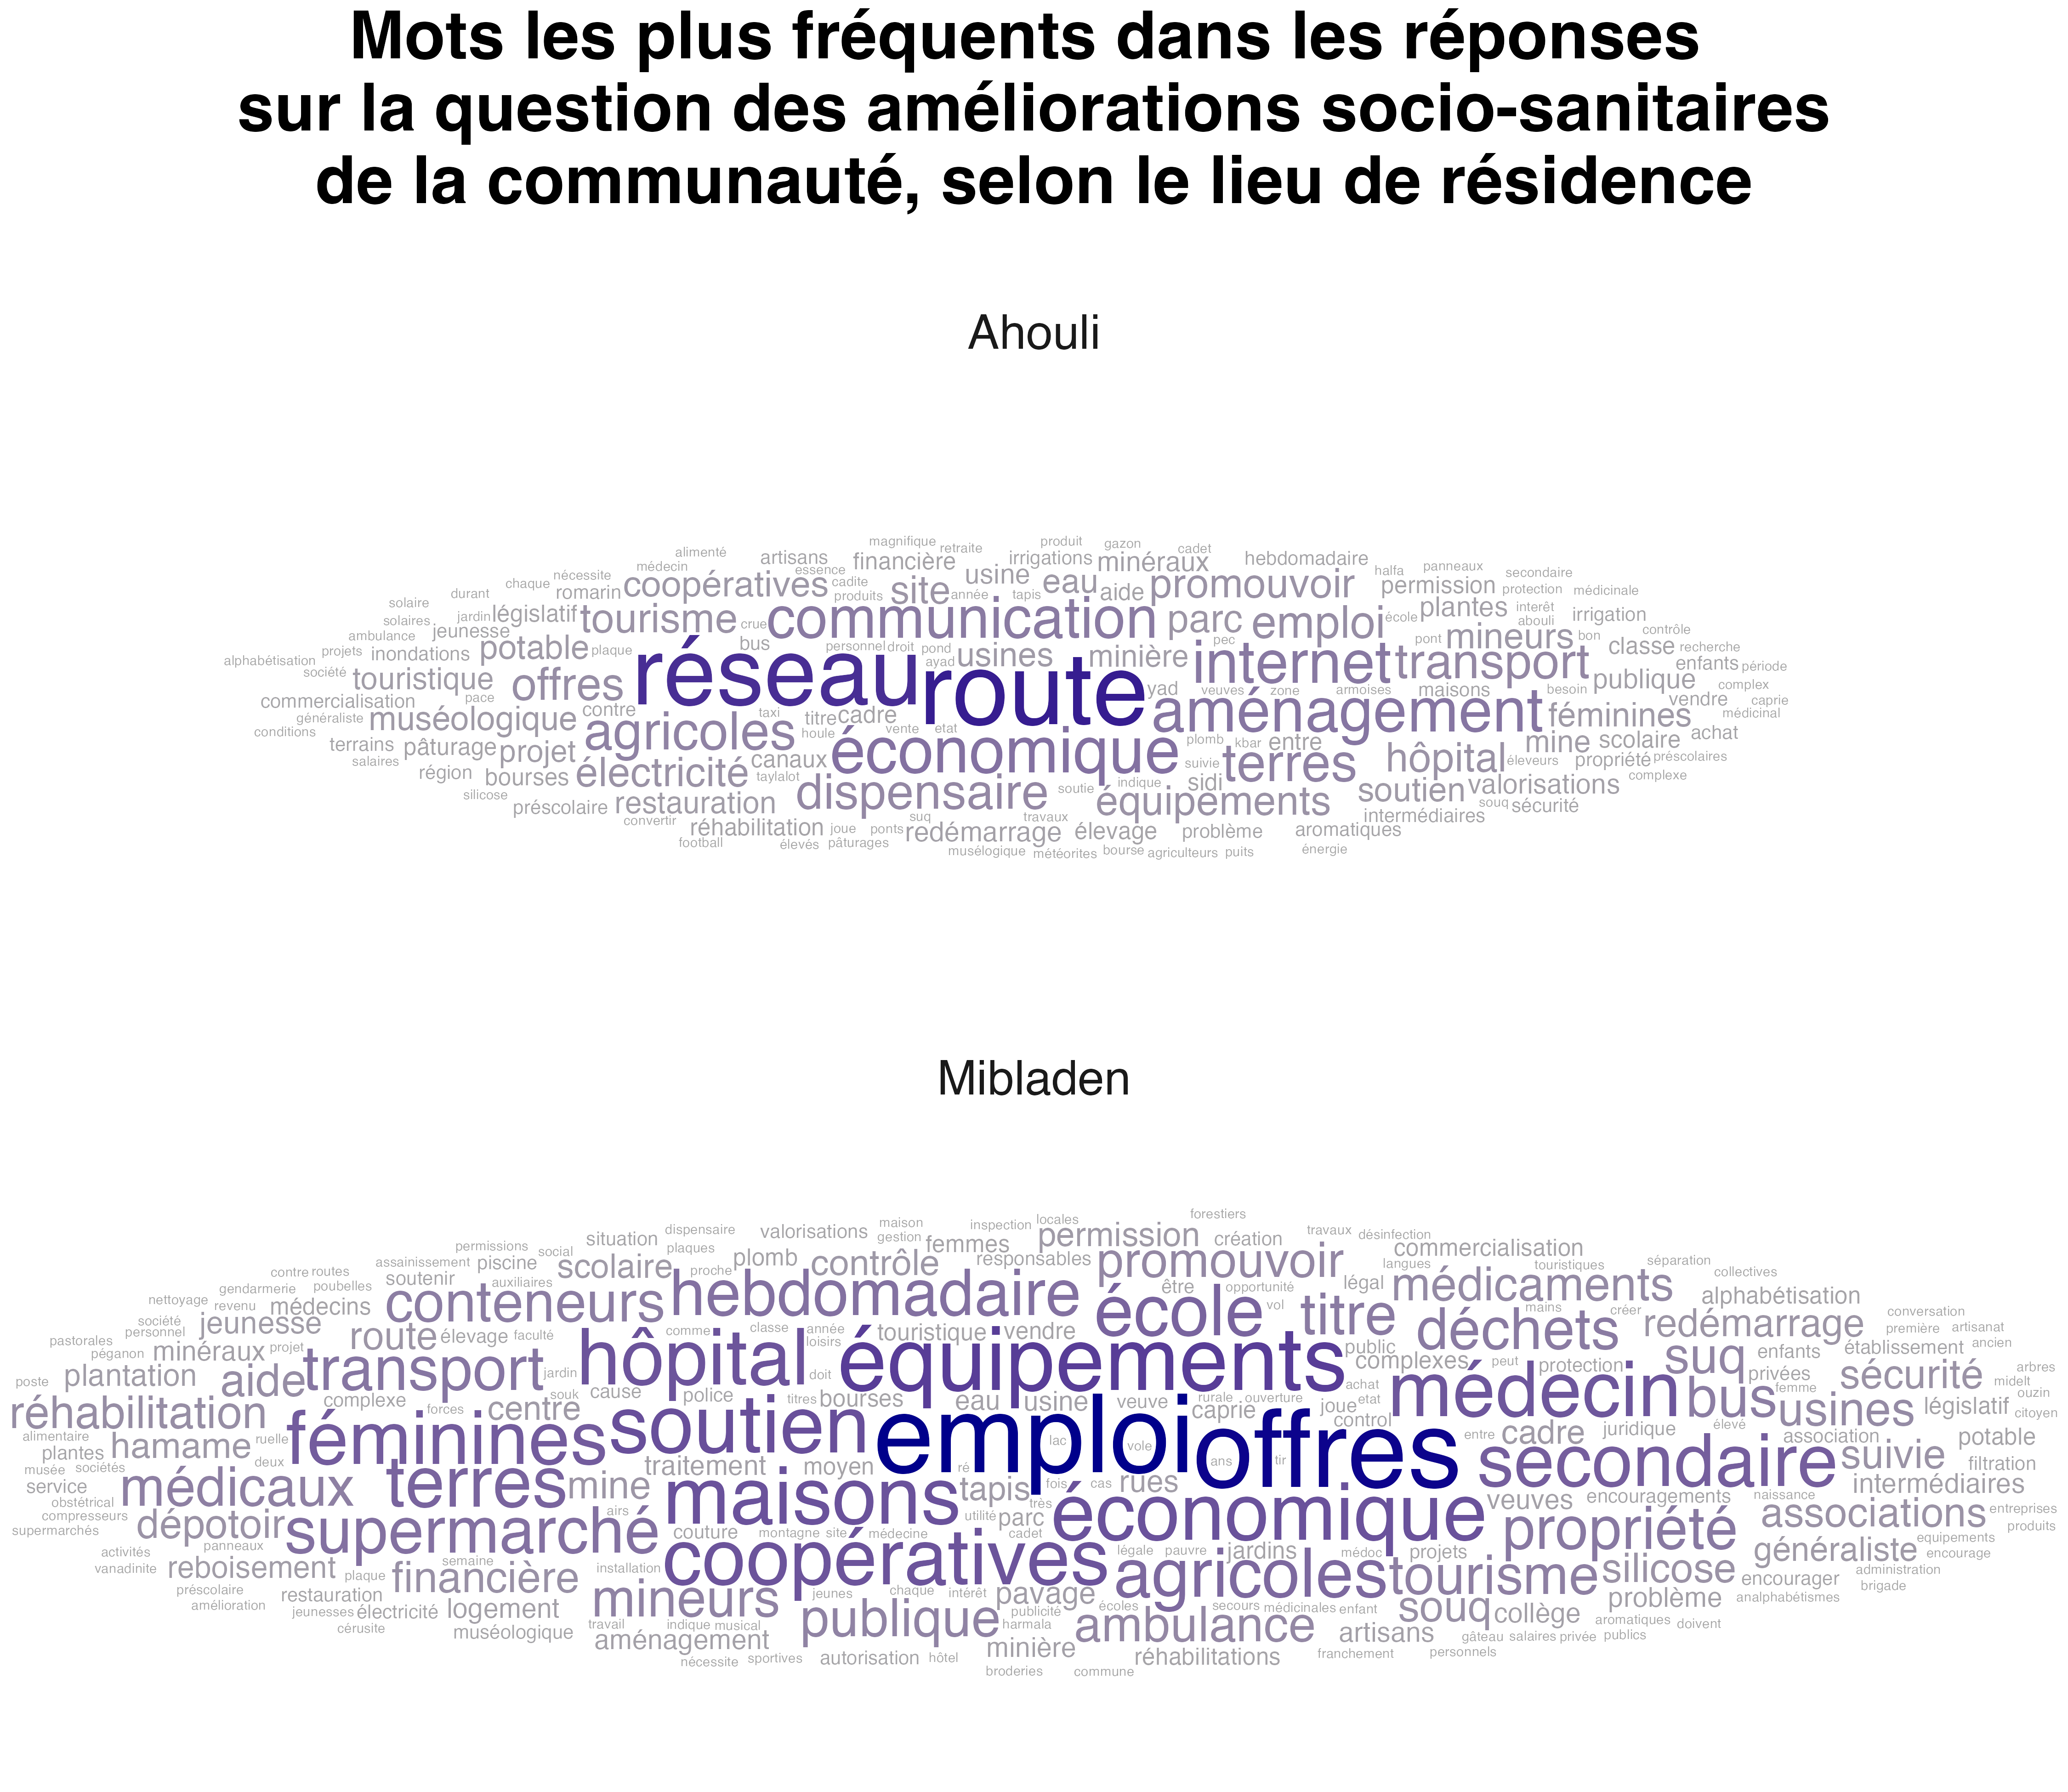 Mots les plus fréquents dans les réponses
sur la question des améliorations socio-sanitaires
de la communauté, selon le lieu de résidence
Ahouli
magnifique retraite produit gazon cadet
alimenté artisans financière irrigations minéraux hebdomadaire
médecin essence usine halfa panneaux secondaire
chaque nécessite romarin coopératives cadite produits site année tapis eau aide promouvoir permission protection médicinale
solaire durant
solaires jardin législatif tourisme crue communication parc emploi école plantes interêt abouli irrigation
ambulance jeunesse bus personnel droit pond pec pont mineurs bon contrôle
alphabétisation projets inondations potable plaque réseau ayad usines minière internet transport classe recherche
société touristique offres route yad veuves zone armoises maisons besoin publique enfants période
commercialisation pace complex vendre caprie
généraliste muséologique contre agricoles taxi titre cadre aménagement féminines médicinal
conditions houle vente etat achat
terrains pâturage projet canaux économique plomb kbar entre mine scolaire
salaires électricité taylalot suivie terres hôpital éleveurs propriété préscolaires
région bourses dispensaire soutie indique sidi soutien valorisations complexe
silicose préscolaire restauration équipements souq sécurité
convertir réhabilitation joue ponts suq redémarrage travaux élevage problème intermédiaires aromatiques
football élevés pâturages musélogique météorites bourse agriculteurs puits énergie
Mibladen
forestiers
situation dispensaire valorisations maison gestion inspection locales permission création travaux désinfection
permissions social plaques femmes commercialisation
assainissement piscine scolaire proche plomb contrôle responsables promouvoir langues touristiques séparation
contre routes gendarmerie poubelles soutenir auxiliaires hebdomadaire être opportunité légal médicaments collectives
nettoyage revenu médecins conteneurs école vol titre mains créer alphabétisation
société jeunesse route élevage faculté comme classe année loisirs touristique vendre déchets redémarrage conversation première artisanat
personnel
pastorales péganon minéraux projet hôpital équipements public suq enfants établissement ancien
plantation aide transport jardin doit complexes peut protection privées sécurité arbres
poste complexe souk cause police titres bourses eau usine veuve rurale ouverture achat etat médecin bus femme midelt
réhabilitation forces centre soutien emploi caprie joue control usines législatif ouzin citoyen
alimentaire plantes hamame ruelle féminines lac vole offres entre cadre juridique élevé association potable
musée sociétés deux traitement moyen ré ans tir secondaire suivie filtration
service médicaux terres mine maisons tapis fois cas rues veuves encouragements naissance intermédiaires
obstétrical compresseurs supermarchés dépotoir airs supermarché utilité très parc économique propriété associations entreprises produits
couture montagne site médecine cadet
activités panneaux semaine coopératives légale pauvre jardins médoc projets généraliste equipements encourage
vanadinite reboisement plaque financière installation agricoles tourisme silicose encourager administration
préscolaire restauration mineurs jeunes chaque intérêt pavage problème brigade
amélioration jeunesses électricité logement publique publicité écoles secours médicinales enfant souq collège analphabétismes
cérusite muséologique travail indique musical harmala ambulance artisans aromatiques doivent
aménagement minière gâteau salaires privée publics
nécessite sportives autorisation hôtel réhabilitations franchement personnels
broderies commune